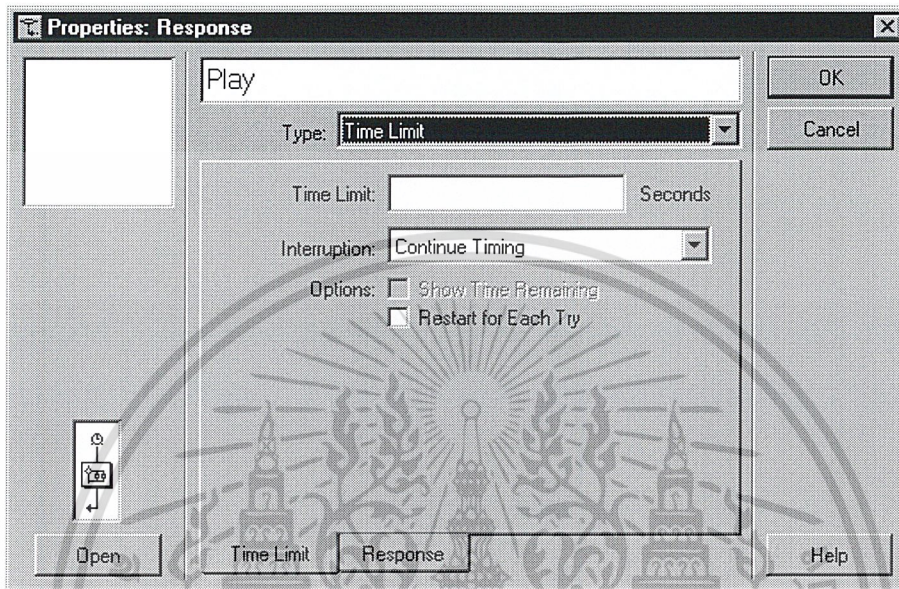 Properties: Response
Play
OK
Type: Time Limit
Cancel
Time Limit: Seconds
Interruption: Continue Timing
Options: Show Time Remaining
Restart for Each Try
Open
Time Limit Response
Help